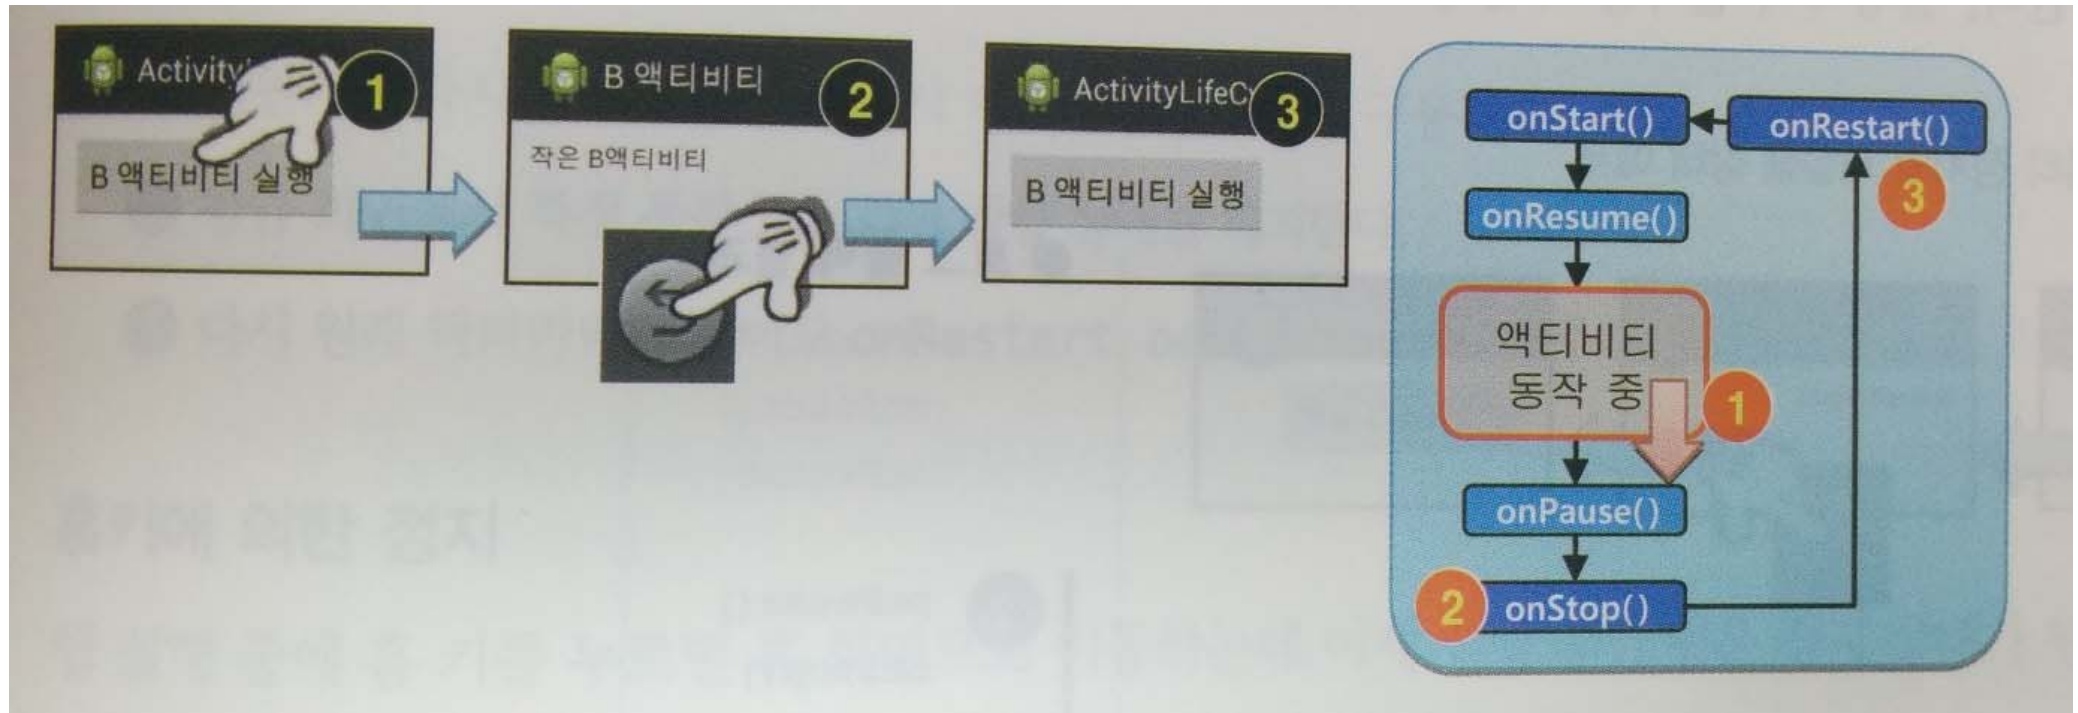 Activity
1
B 액티비티 실행
B 액티비티
2
작은 B액티비티
ActivityLifeCy
3
B 액티비티 실행
onStart()
onRestart()
3
onResume()
액티비티
동작 중
1
onPause()
2
onStop()